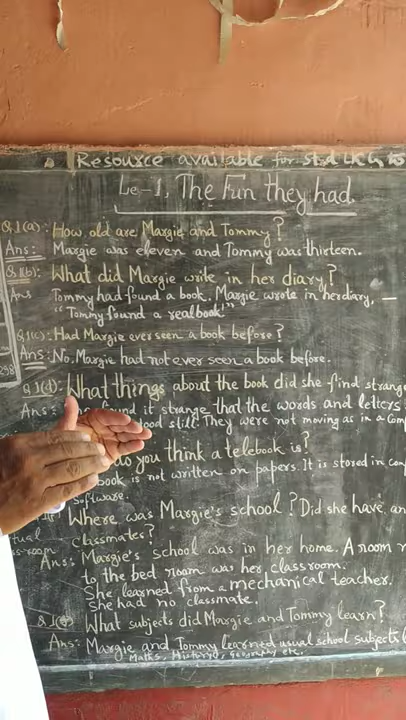 Resource available for std LKG to
Le-1, The Fun they had.
Q.1(a): How old are Margie and Tommy?
Ans: Margie was eleven and Tommy was thirteen.
Q.1(b): What did Margie write in her diary?
Ans Tommy had found a book. Margie wrote in her diary, —
"Tommy found a real book!"
Q.1(c): Had Margie ever seen a book before?
Ans: No, Margie had not ever seen a book before.
298
Q.1(d): What things about the book did she find strange
Ans: found it strange that the words and letters
stood still. They were not moving as in a Com
you think a telebook is?
book is not written on papers. It is stored in com
Software.
Where was Margie's school? Did she have an
classmates?
Ans: Margie's school was in her home. A room
to the bed room was her, classroom.
She learned from a mechanical teacher.
She had no classmate.
What subjects did Margie and Tommy learn?
Ans: Margie and Tommy learned usual school subjects
Maths, History, Geography etc.